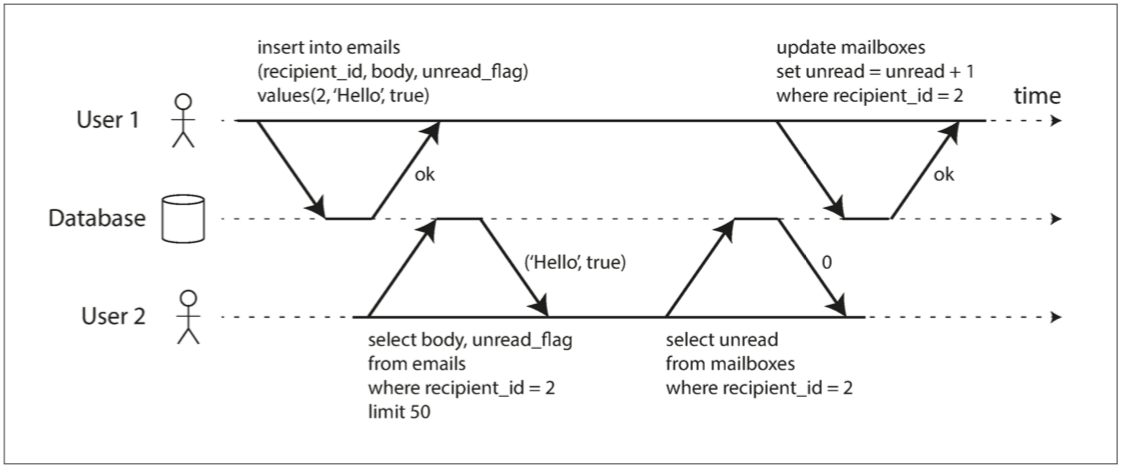 insert into emails
(recipient_id, body, unread_flag)
values(2, ‘Hello’, true)
update mailboxes
set unread = unread + 1
where recipient_id = 2
time
User 1
ok
ok
Database
(‘Hello’, true)
0
User 2
select body, unread_flag
from emails
where recipient_id = 2
limit 50
select unread
from mailboxes
where recipient_id = 2